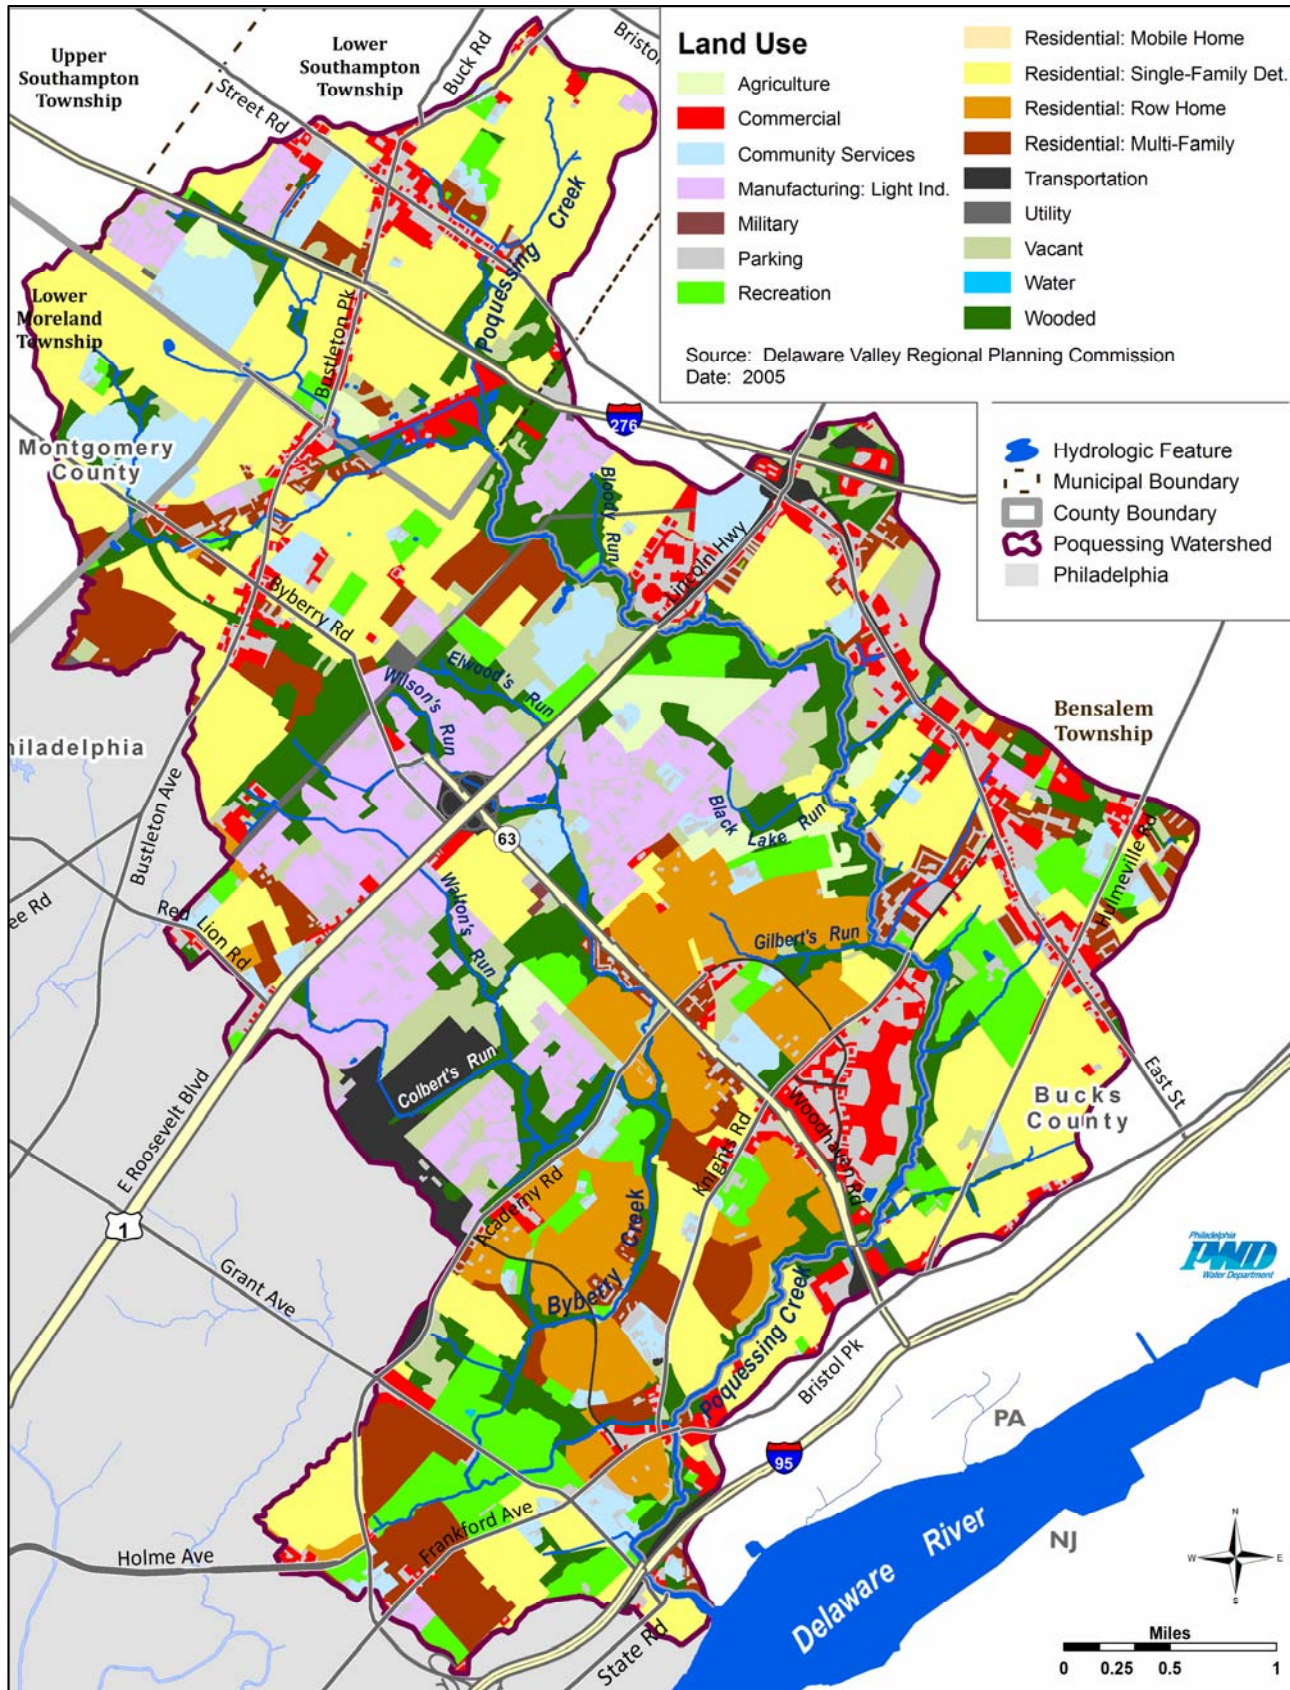 Upper
Southampton
Township
Lower
Southampton
Township
Buck Rd
Bristol
Street Rd
Land Use
Agriculture
Commercial
Community Services
Manufacturing: Light Ind.
Military
Parking
Recreation
Residential: Mobile Home
Residential: Single-Family Det.
Residential: Row Home
Residential: Multi-Family
Transportation
Utility
Vacant
Water
Wooded
Source: Delaware Valley Regional Planning Commission
Date: 2005
Hydrologic Feature
Municipal Boundary
County Boundary
Poquessing Watershed
Philadelphia
Poquessing Creek
Lower
Moreland
Township
Bustleton Pk
276
Montgomery
County
Bloody Run
Lincoln Hwy
Byberry Rd
Elwood's Run
Wilson's Run
Bensalem
Township
hiladelphia
Bustleton Ave
Black Lake Run
63
Hulmeville Rd
ee Rd
Red Lion Rd
Walton's Run
Gilbert's Run
Colbert's Run
East St
Bucks
County
E Roosevelt Blvd
Woodhaven Rd
Knights Rd
Academy Rd
1
Grant Ave
Byberry Creek
Poquessing Creek
Philadelphia
PWD
Water Department
Bristol Pk
PA
95
Frankford Ave
Holme Ave
NJ
Delaware River
State Rd
N
W E
S
Miles
0 0.25 0.5 1